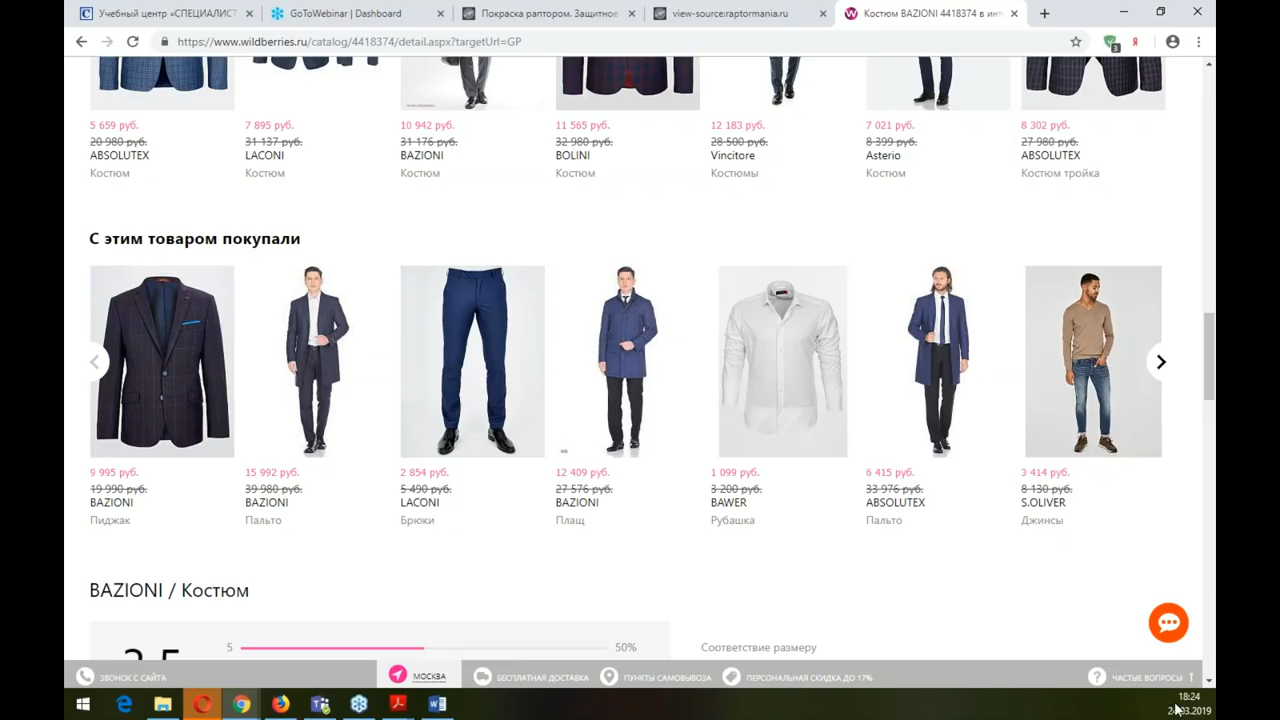 Учебный центр «СПЕЦИАЛИСТ
GoToWebinar | Dashboard
Покраска раптором. Защитное
view-source:raptormania.ru
Костюм BAZIONI 4418374 в инт
https://www.wildberries.ru/catalog/4418374/detail.aspx?targetUrl=GP
3
Я
5 659 руб. 7 895 руб. 10 942 руб. 11 565 руб. 12 183 руб. 7 021 руб. 8 302 руб.
20 980 руб. 31 137 руб. 31 176 руб. 32 980 руб. 28 500 руб. 8 399 руб. 27 980 руб.
ABSOLUTEX LACONI BAZIONI BOLINI Vincitore Asterio ABSOLUTEX
Костюм Костюм Костюм Костюм Костюмы Костюм Костюм тройка
С этим товаром покупали
9 995 руб. 15 992 руб. 2 854 руб. 12 409 руб. 1 099 руб. 6 415 руб. 3 414 руб.
19 990 руб. 39 980 руб. 5 490 руб. 27 576 руб. 3 200 руб. 33 976 руб. 8 130 руб.
BAZIONI BAZIONI LACONI BAZIONI BAWER ABSOLUTEX S.OLIVER
Пиджак Пальто Брюки Плащ Рубашка Пальто Джинсы
BAZIONI / Костюм
5 50% Соответствие размеру
ЗВОНОК С САЙТА МОСКВА БЕСПЛАТНАЯ ДОСТАВКА ПУНКТЫ САМОВЫВОЗА ПЕРСОНАЛЬНАЯ СКИДКА ДО 17% ЧАСТЫЕ ВОПРОСЫ
18:24